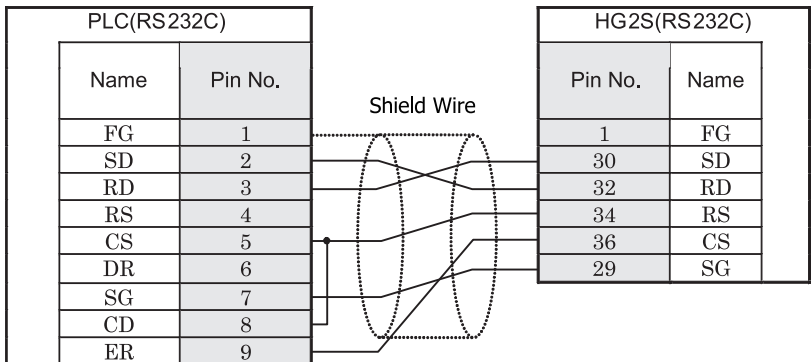 PLC(RS232C)
Name Pin No.
FG 1
SD 2
RD 3
RS 4
CS 5
DR 6
SG 7
CD 8
ER 9
Shield Wire
HG2S(RS232C)
Pin No. Name
1 FG
30 SD
32 RD
34 RS
36 CS
29 SG